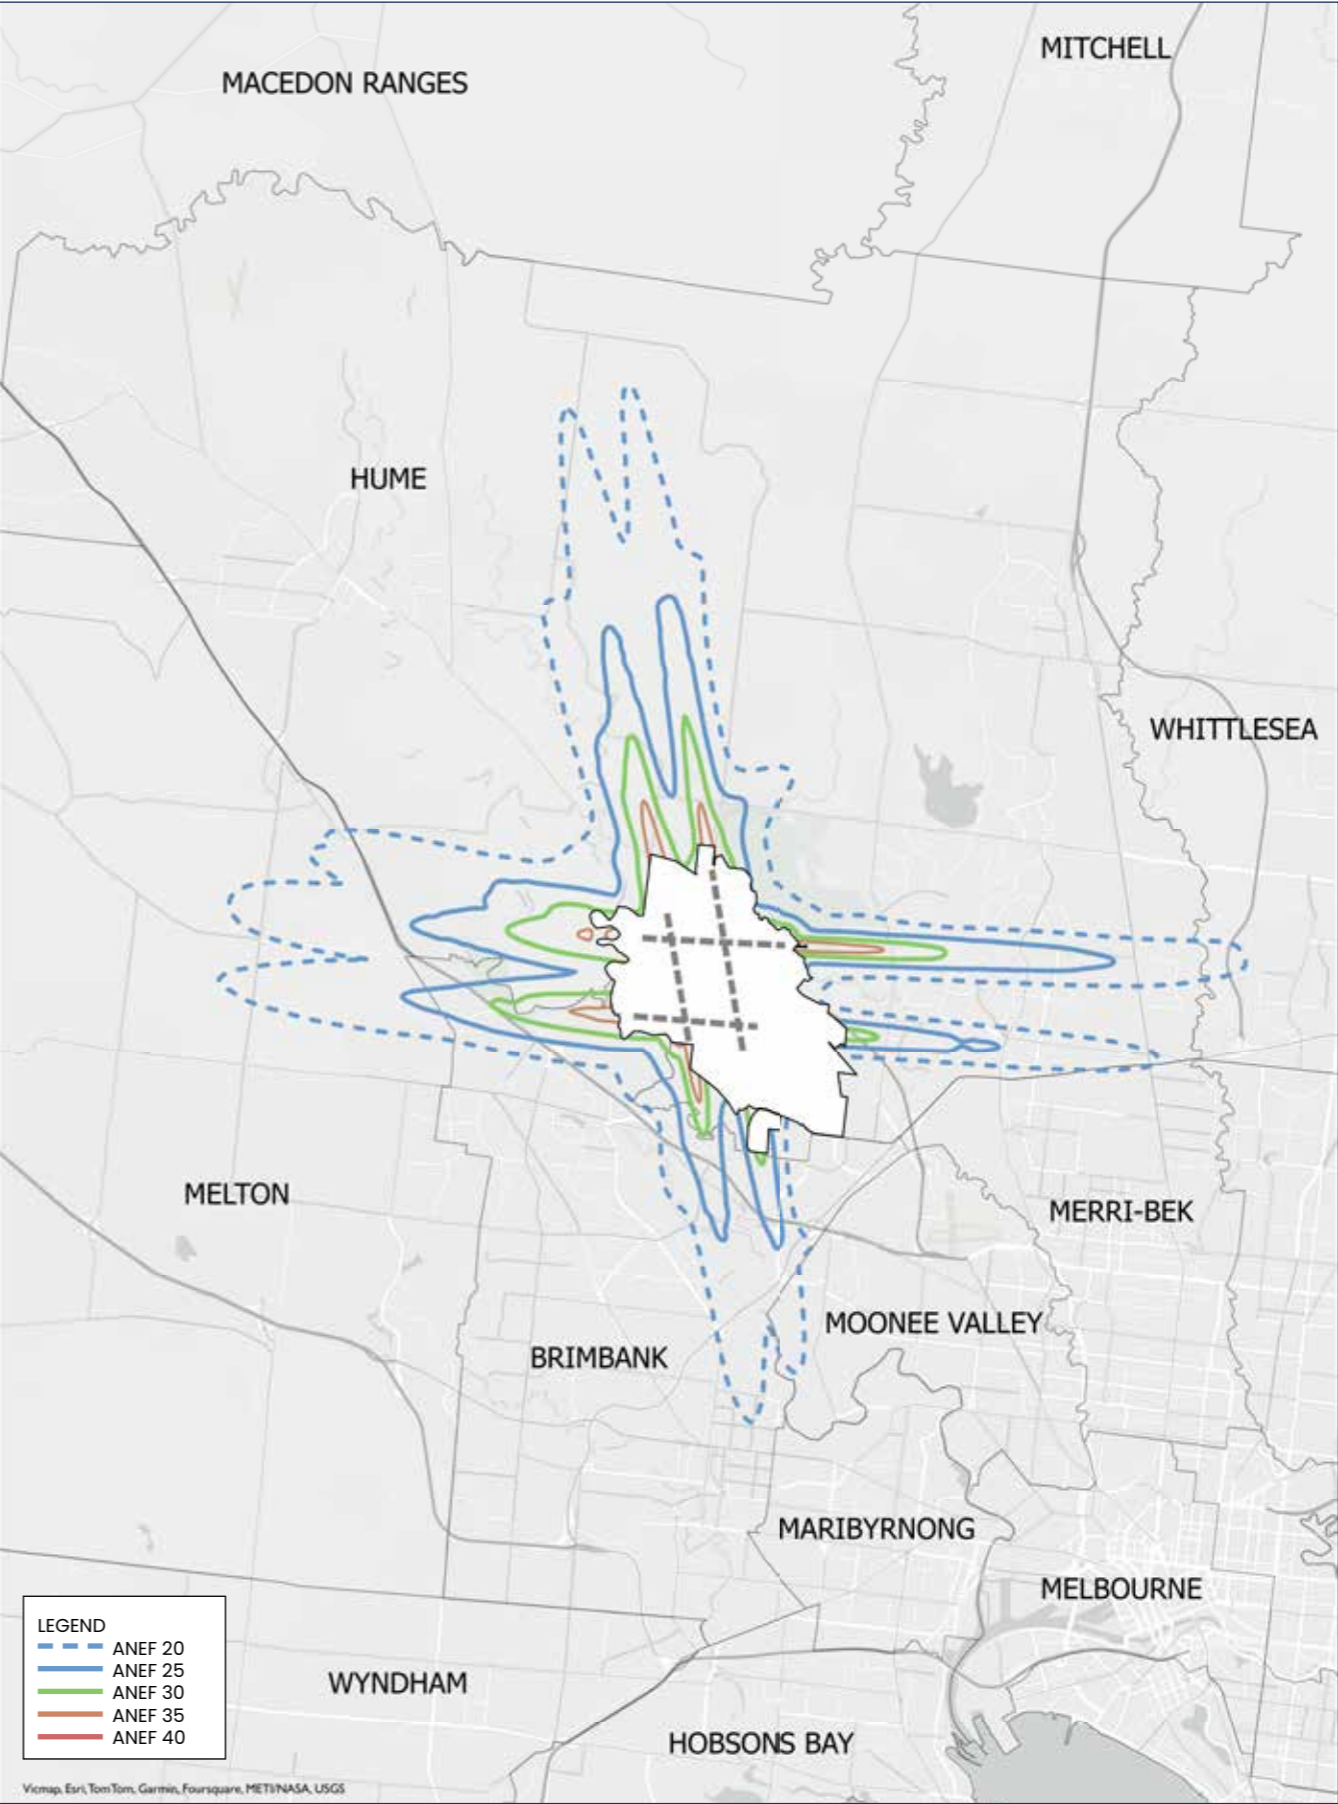 MITCHELL
MACEDON RANGES
HUME
WHITTLESEA
MELTON
MERRI-BEK
MOONEE VALLEY
BRIMBANK
MARIBYRNONG
MELBOURNE
LEGEND
ANEF 20
ANEF 25
ANEF 30
ANEF 35
ANEF 40
WYNDHAM
HOBSONS BAY
Vicmap, Esri, TomTom, Garmin, Foursquare, METI/NASA, USGS